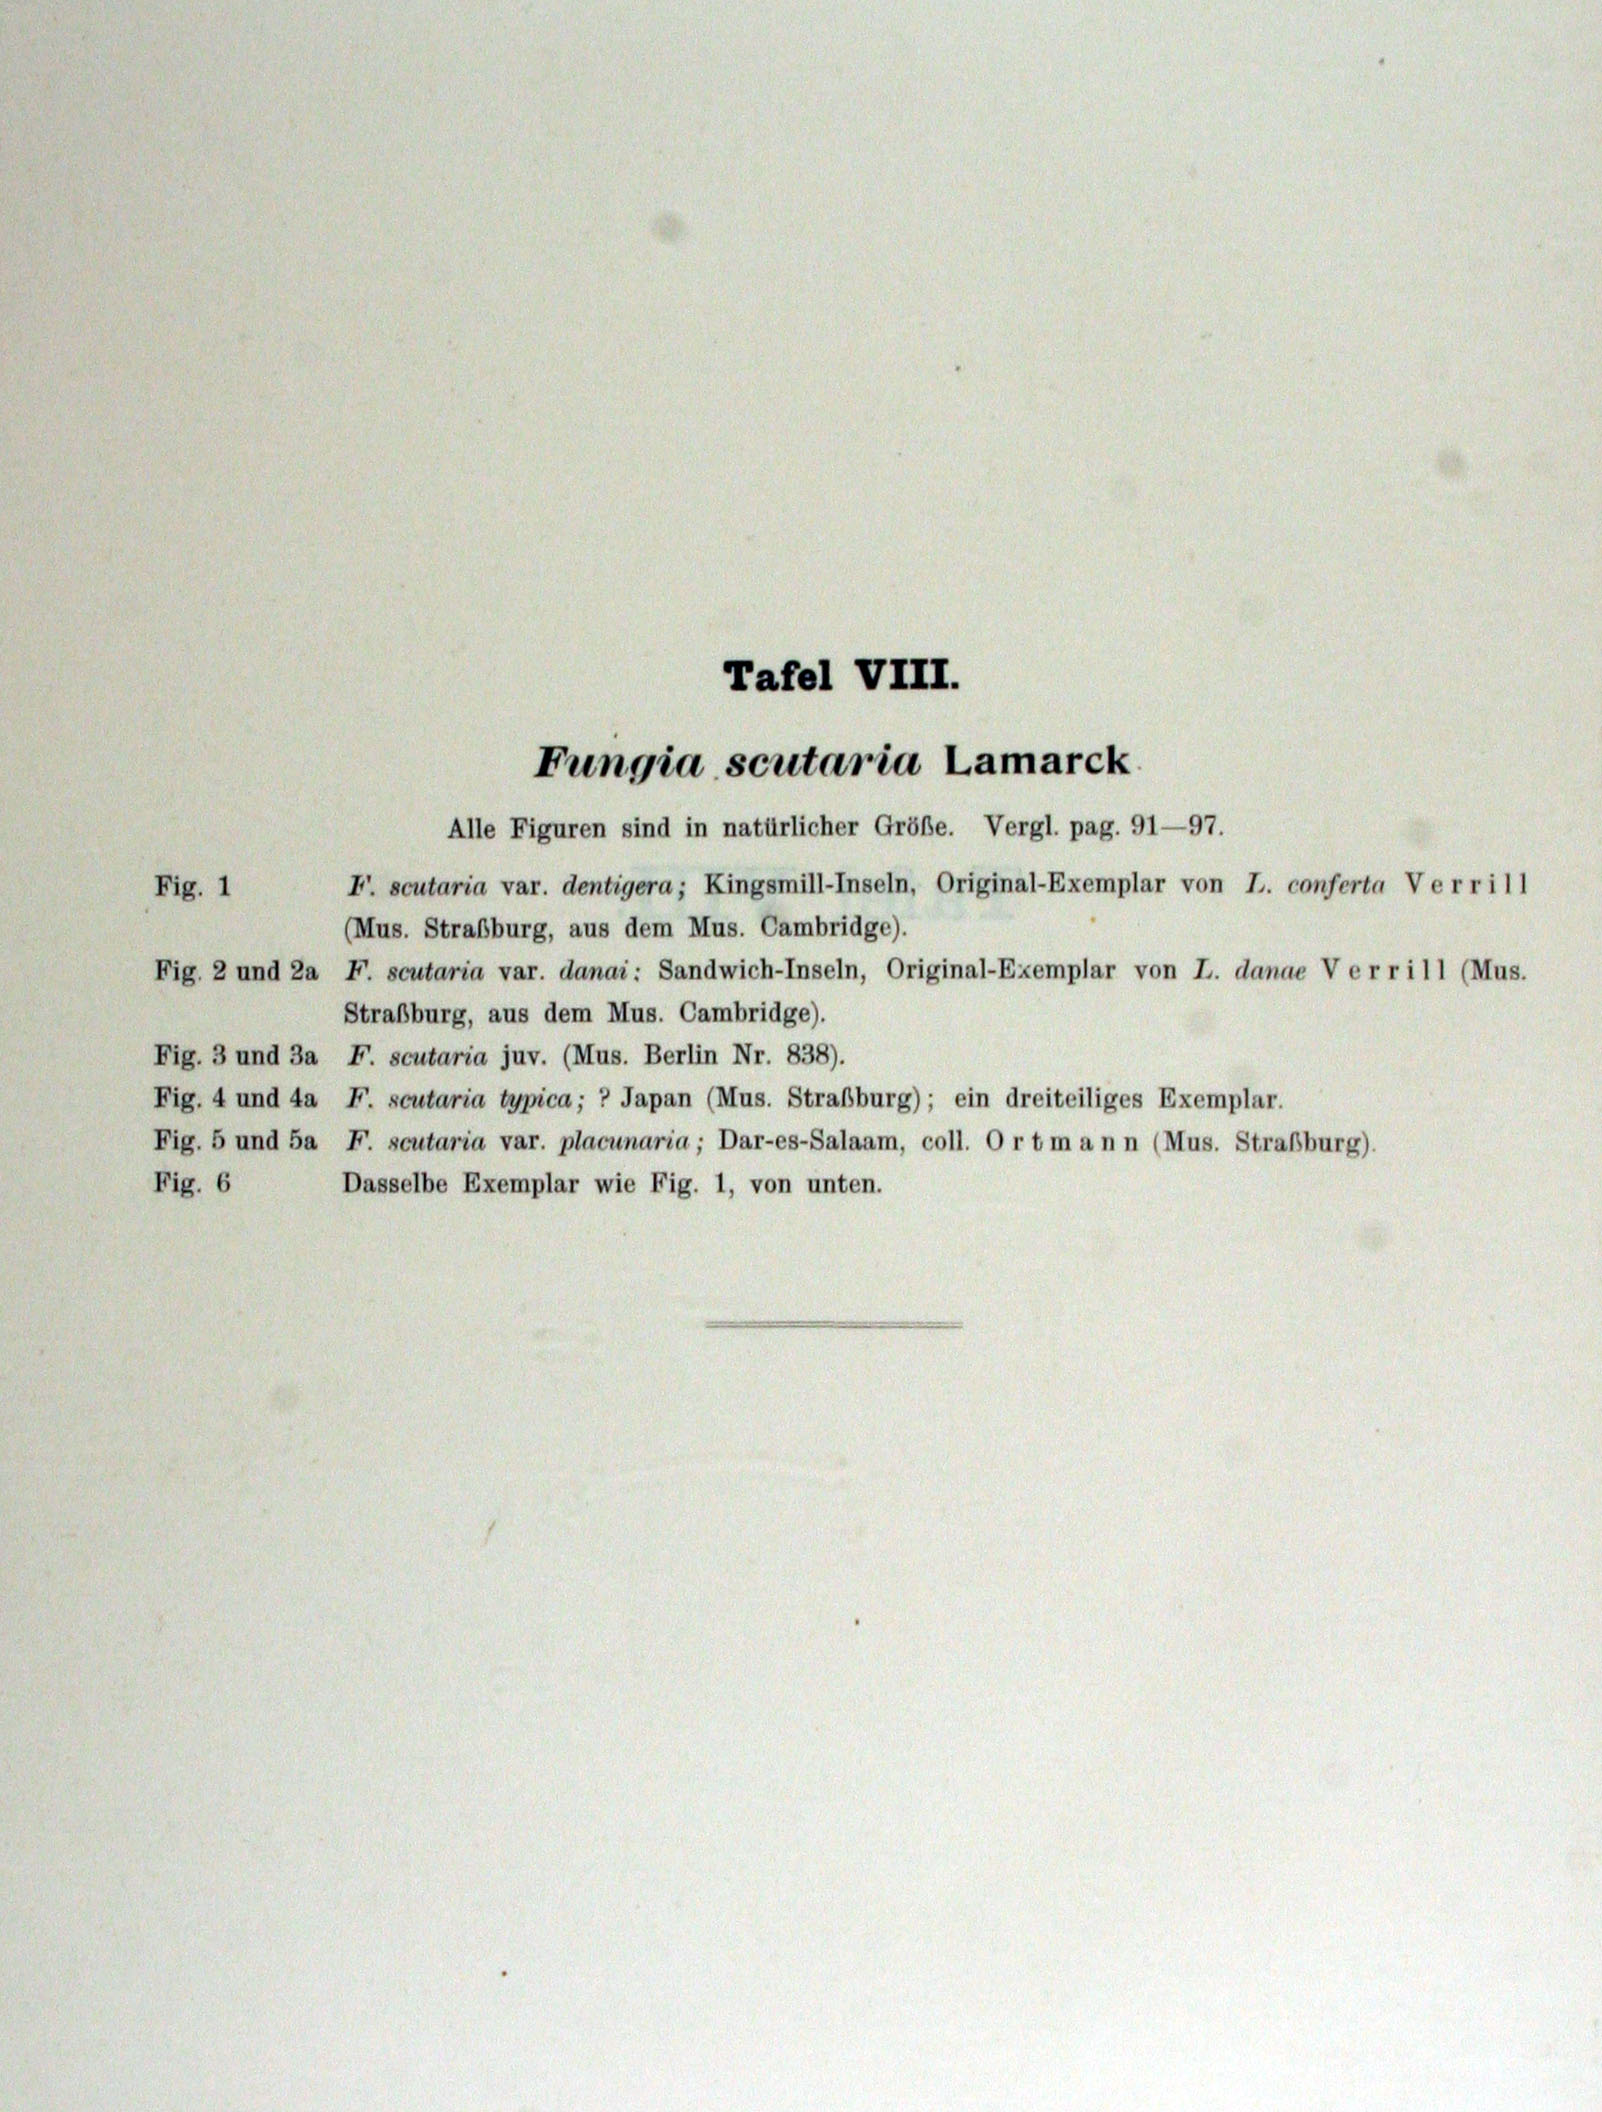 Tafel VIII.
Fungia scutaria Lamarck
Alle Figuren sind in natürlicher Größe. Vergl. pag. 91—97.
Fig. 1 F. scutaria var. dentigera; Kingsmill-Inseln, Original-Exemplar von L. conferta Verrill
(Mus. Straßburg, aus dem Mus. Cambridge).
Fig. 2 und 2a F. scutaria var. danai: Sandwich-Inseln, Original-Exemplar von L. danae Verrill (Mus.
Straßburg, aus dem Mus. Cambridge).
Fig. 3 und 3a F. scutaria juv. (Mus. Berlin Nr. 838).
Fig. 4 und 4a F. scutaria typica; ? Japan (Mus. Straßburg); ein dreiteiliges Exemplar.
Fig. 5 und 5a F. scutaria var. placunaria; Dar-es-Salaam, coll. Ortmann (Mus. Straßburg).
Fig. 6 Dasselbe Exemplar wie Fig. 1, von unten.